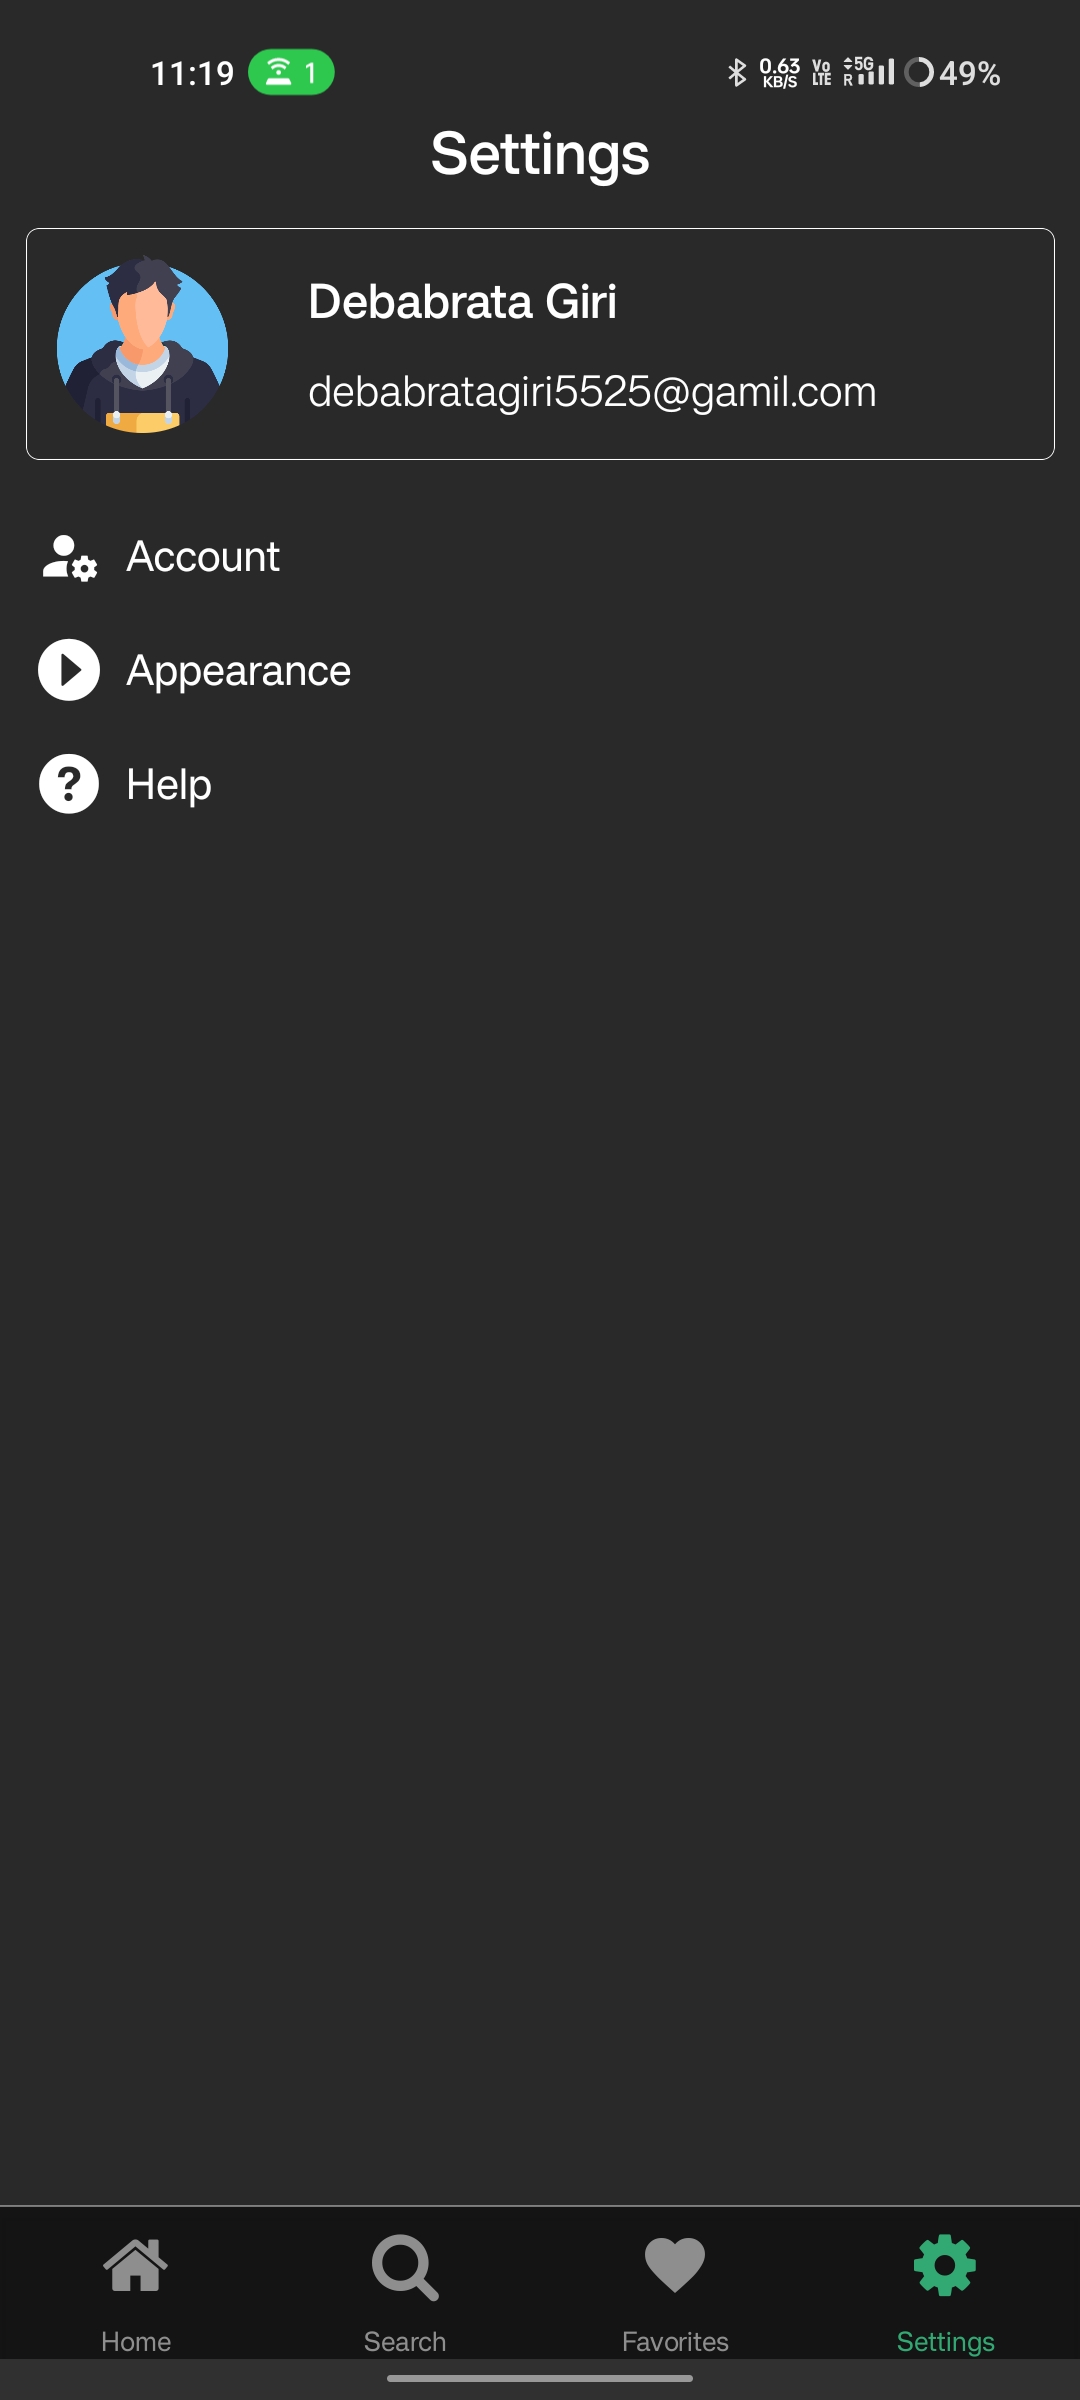 11:19 1 0.63 KB/S Vo LTE 5G R 49%
Settings
Debabrata Giri
debabratagiri5525@gamil.com
Account
Appearance
Help
Home Search Favorites Settings